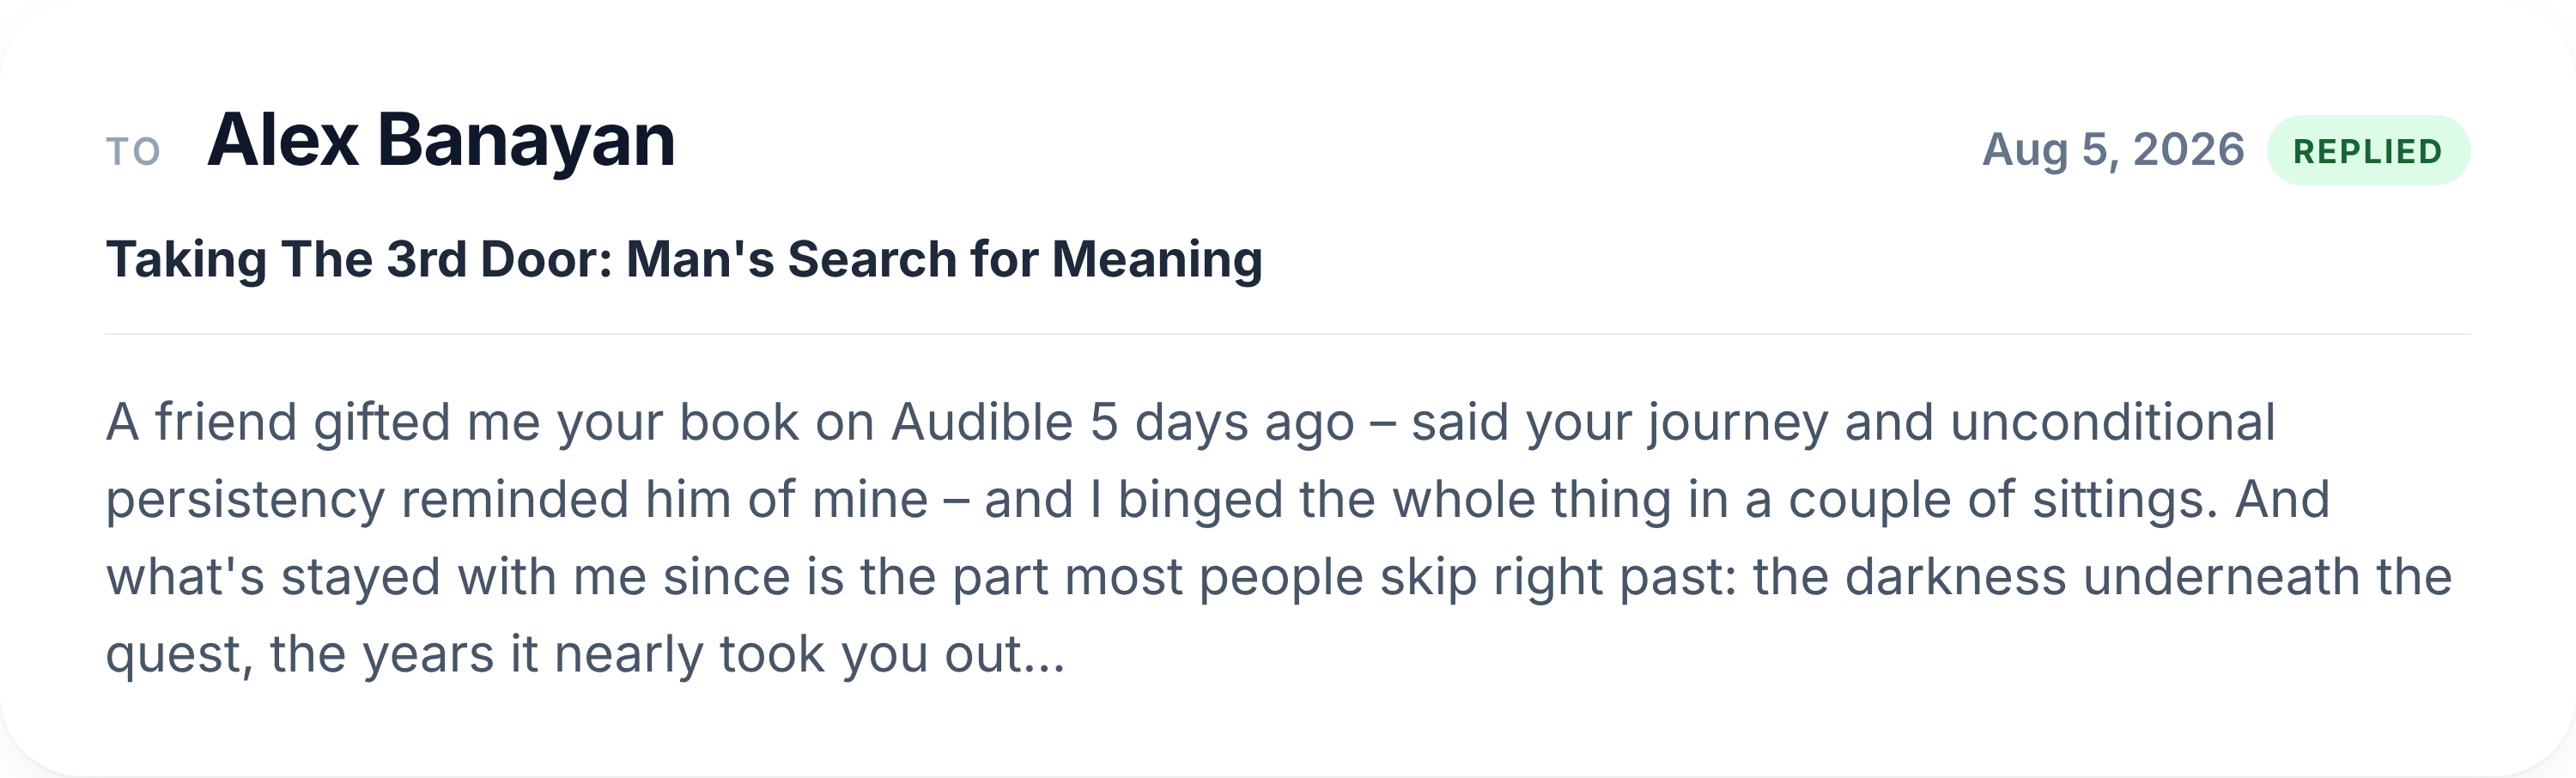 TO Alex Banayan Aug 5, 2026 REPLIED
Taking The 3rd Door: Man's Search for Meaning
A friend gifted me your book on Audible 5 days ago – said your journey and unconditional
persistency reminded him of mine – and I binged the whole thing in a couple of sittings. And
what's stayed with me since is the part most people skip right past: the darkness underneath the
quest, the years it nearly took you out...